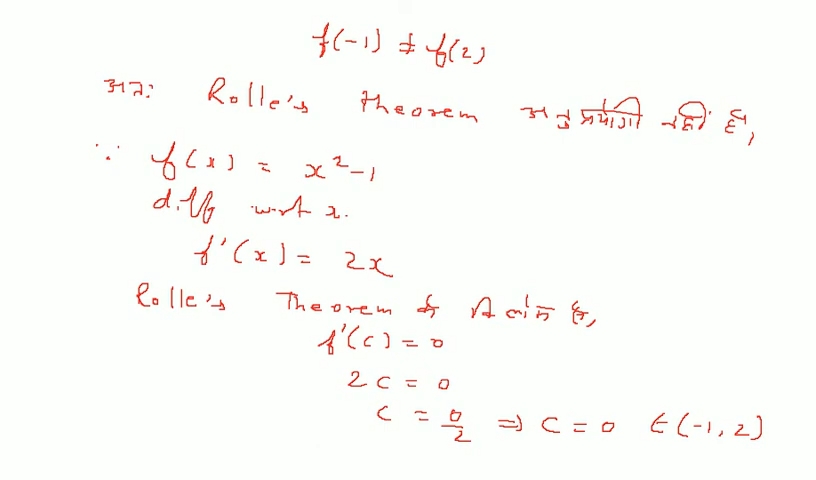 f(-1) ≠ f(2)
अतः Rolle's Theorem अनुप्रयोगी नहीं है,
∵ f(x) = x² - 1
diff wrt x.
f'(x) = 2x
Rolle's Theorem के से,
f'(c) = 0
2c = 0
c = 0/2 ⇒ c = 0 ∈ (-1, 2)